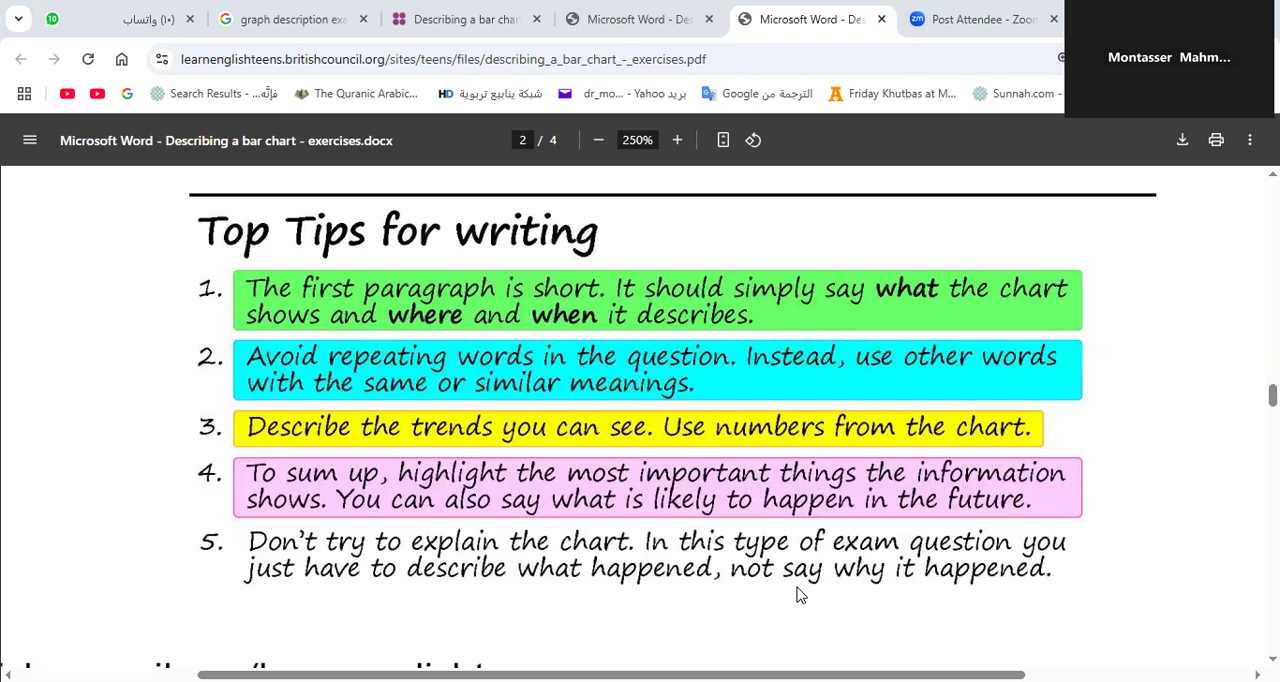 (١٠) واتساب
graph description exa
Describing a bar char
Microsoft Word - Des
Microsoft Word - Des
Post Attendee - Zoom
learnenglishteens.britishcouncil.org/sites/teens/files/describing_a_bar_chart_-_exercises.pdf
Montasser Mahm...
Search Results - ...فإنَّه
The Quranic Arabic...
شبكة ينابيع تربوية
dr_mo... - Yahoo بريد
الترجمة من Google
Friday Khutbas at M...
Sunnah.com -
Microsoft Word - Describing a bar chart - exercises.docx
2 / 4
250%
Top Tips for writing
1. The first paragraph is short. It should simply say what the chart
shows and where and when it describes.
2. Avoid repeating words in the question. Instead, use other words
with the same or similar meanings.
3. Describe the trends you can see. Use numbers from the chart.
4. To sum up, highlight the most important things the information
shows. You can also say what is likely to happen in the future.
5. Don't try to explain the chart. In this type of exam question you
just have to describe what happened, not say why it happened.